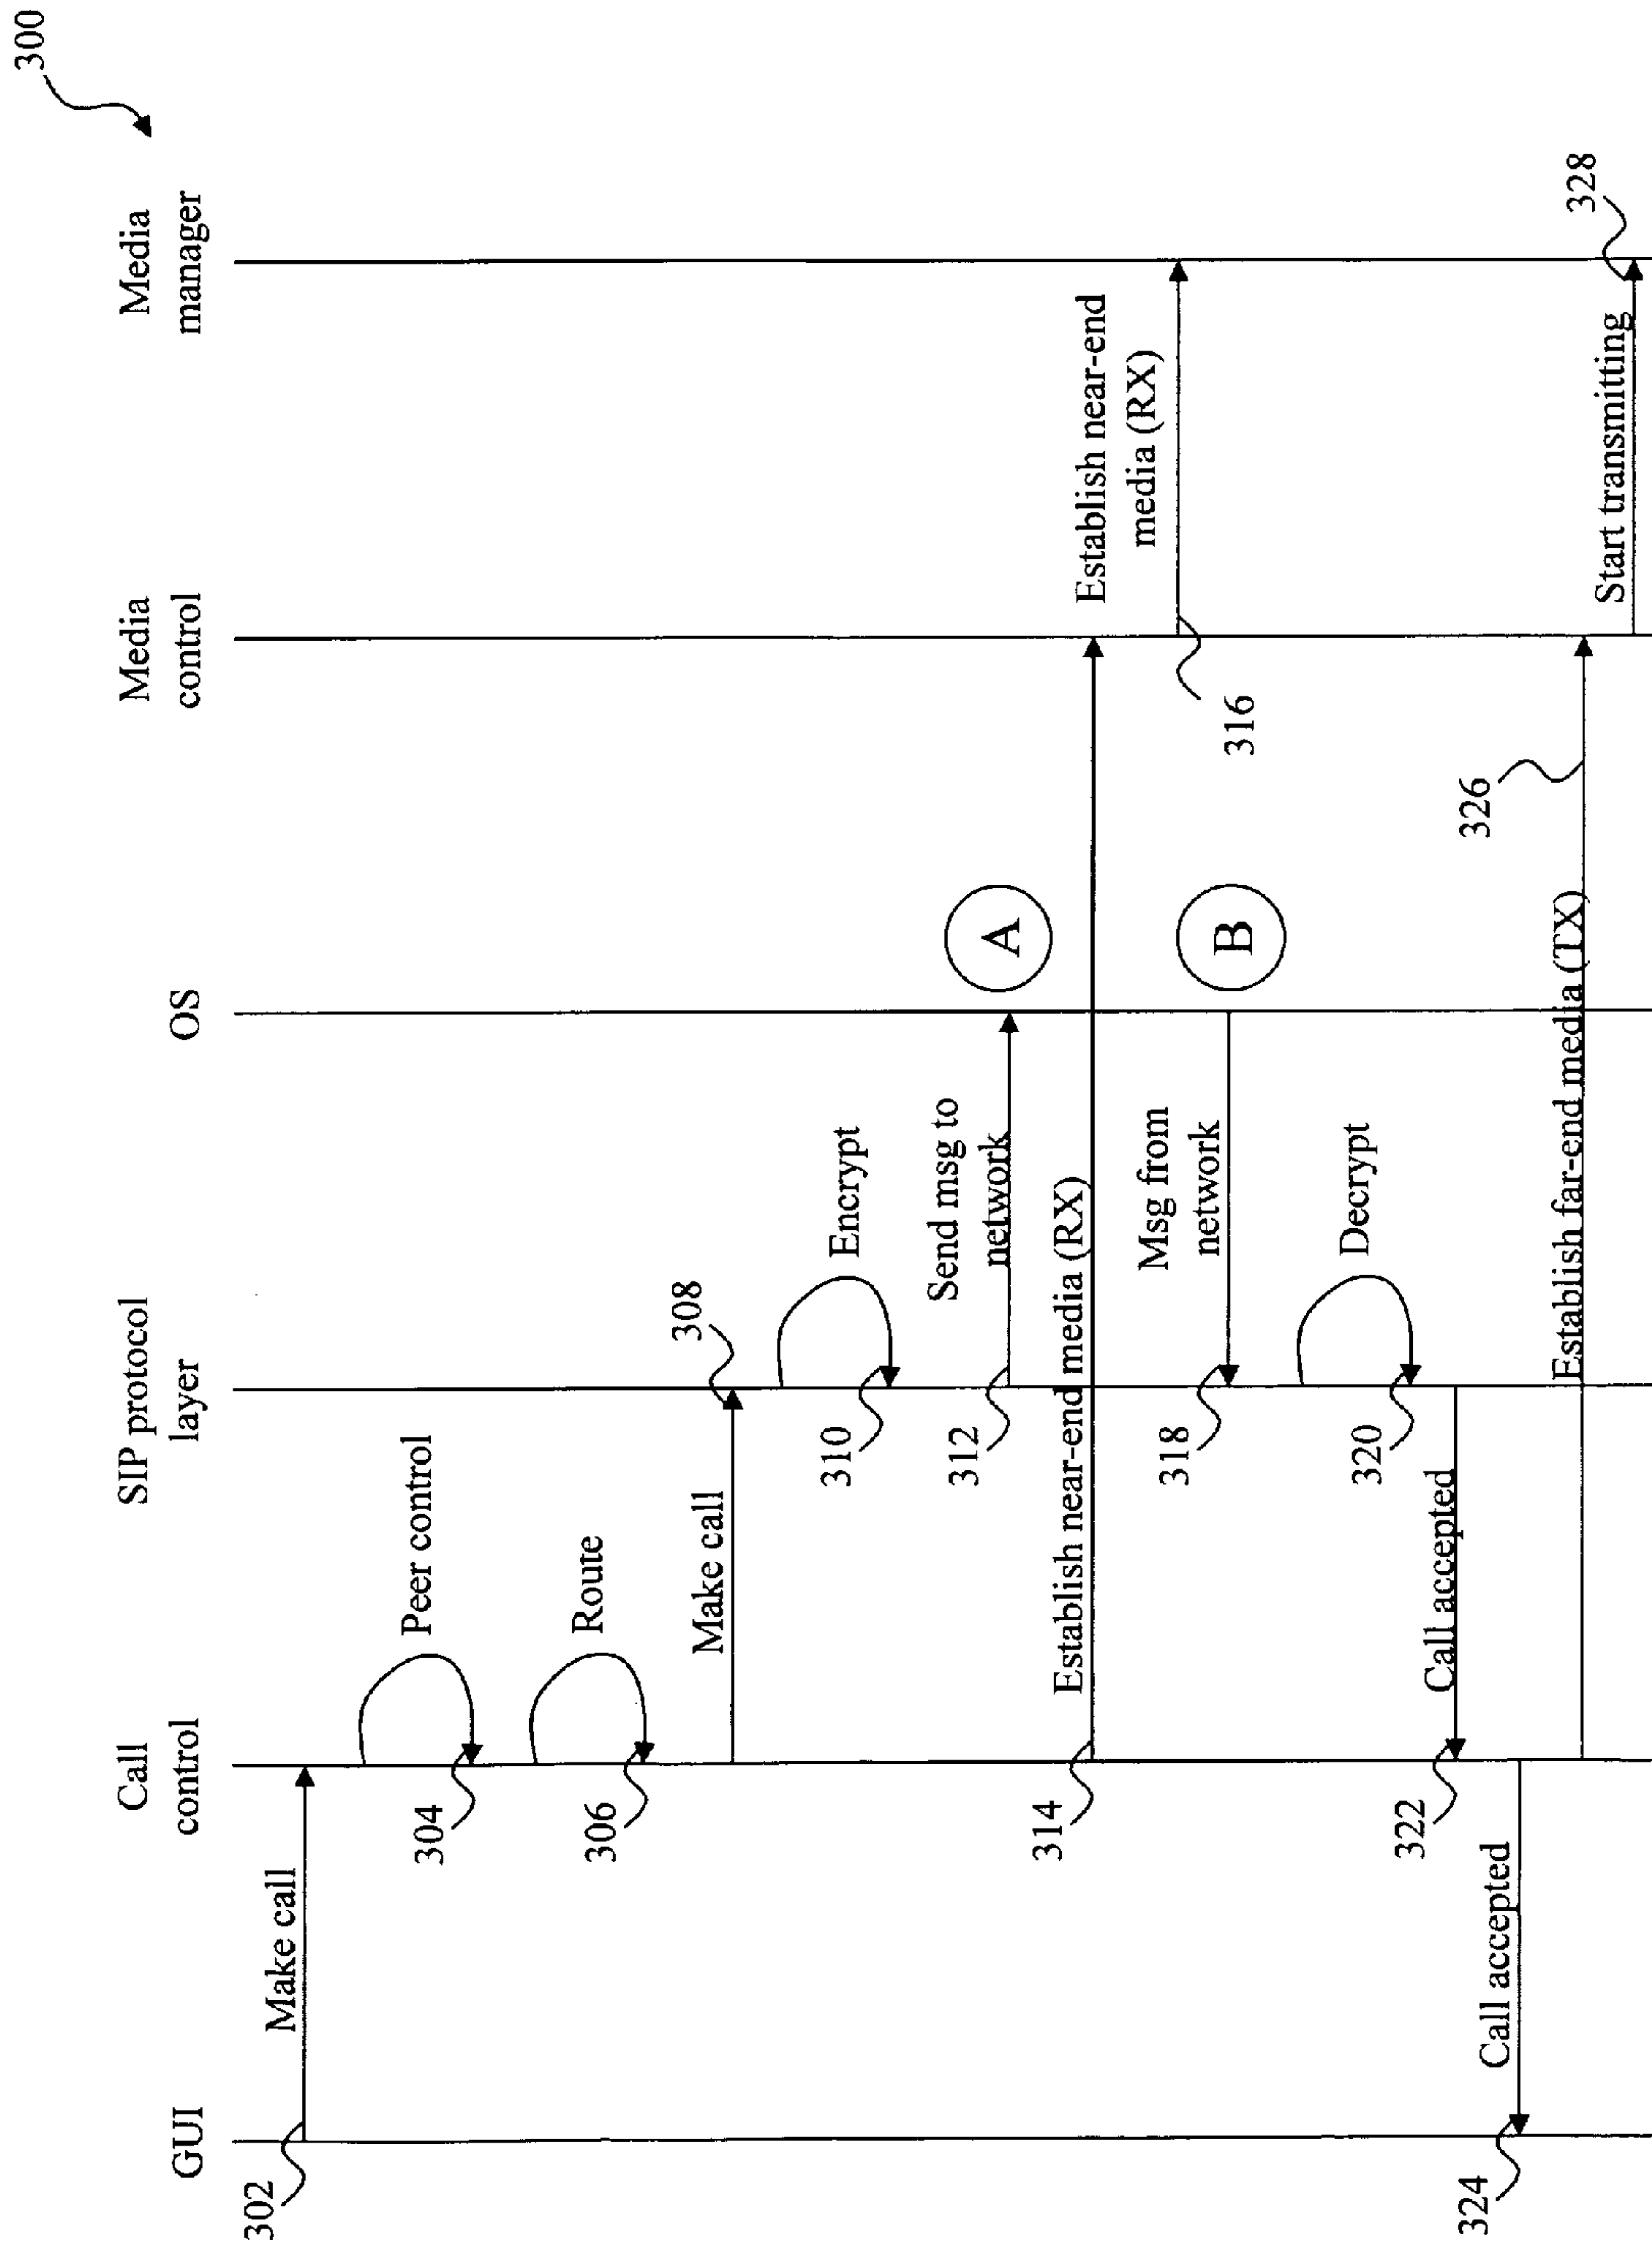 300
GUI
Call
control
SIP protocol
layer
OS
Media
control
Media
manager
302
Make call
304
Peer control
306
Route
Make call
308
310
Encrypt
312
Send msg to
network
A
314
Establish near-end media (RX)
Establish near-end
media (RX)
316
318
Msg from
network
B
320
Decrypt
322
Call accepted
324
Call accepted
Establish far-end media (TX)
326
Start transmitting
328